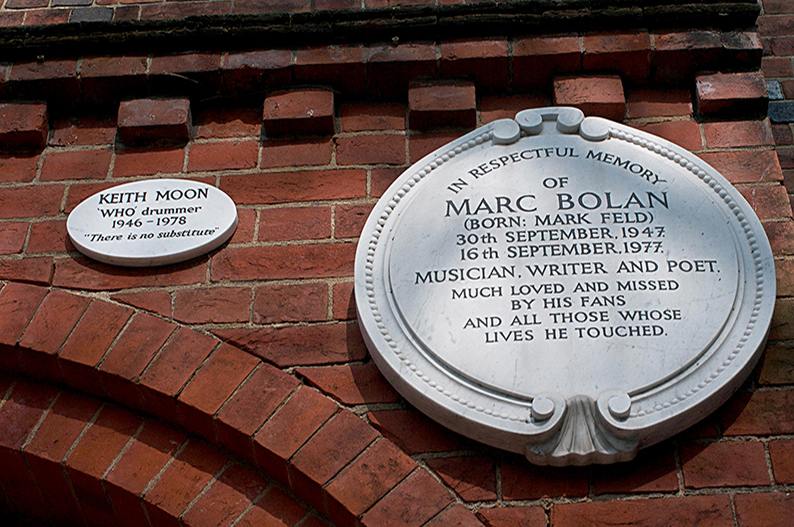 KEITH MOON
'WHO' drummer
1946 - 1978
"There is no substitute"
IN RESPECTFUL MEMORY
OF
MARC BOLAN
(BORN: MARK FELD)
30th SEPTEMBER, 1947.
16th SEPTEMBER, 1977.
MUSICIAN, WRITER AND POET.
MUCH LOVED AND MISSED
BY HIS FANS
AND ALL THOSE WHOSE
LIVES HE TOUCHED.